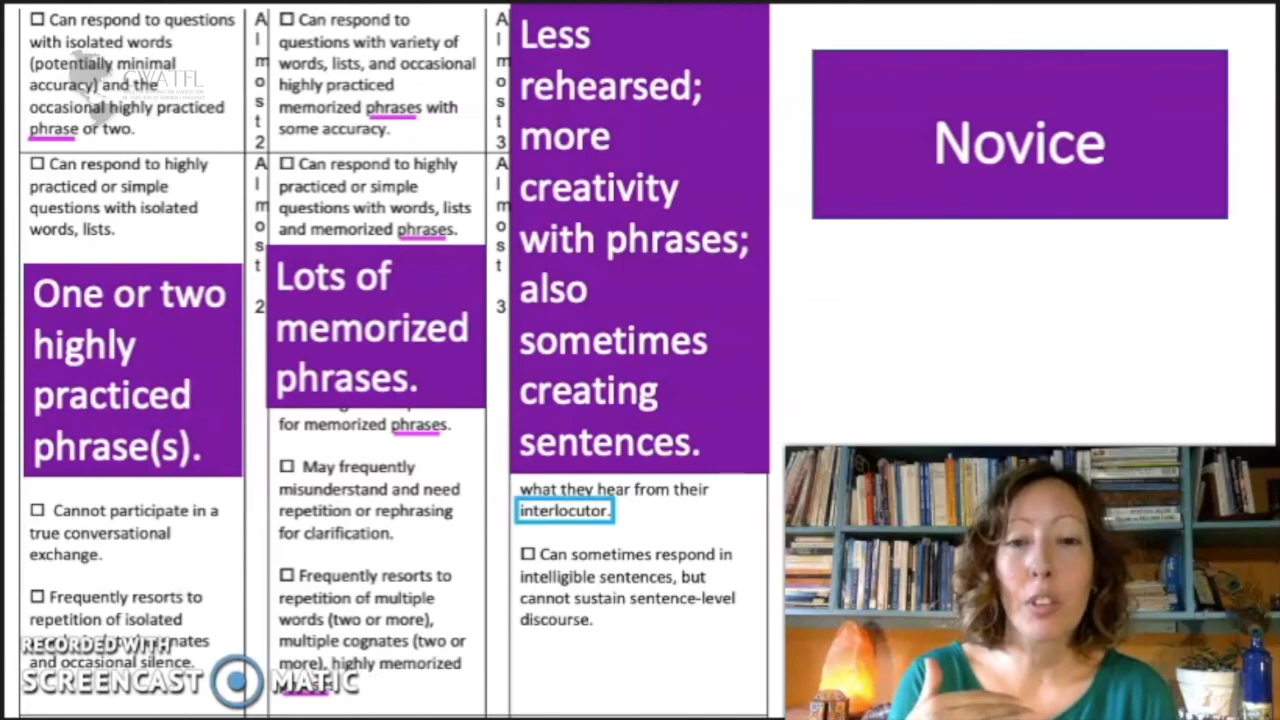 ☐ Can respond to questions
with isolated words
(potentially minimal
accuracy) and the
occasional highly practiced
phrase or two.
☐ Can respond to highly
practiced or simple
questions with isolated
words, lists.
One or two
highly
practiced
phrase(s).
☐ Cannot participate in a
true conversational
exchange.
☐ Frequently resorts to
repetition of isolated
and occasional silence.
A
l
m
o
s
t
2
A
l
m
o
s
t
2
☐ Can respond to
questions with variety of
words, lists, and occasional
highly practiced
memorized phrases with
some accuracy.
☐ Can respond to highly
practiced or simple
questions with words, lists
and memorized phrases.
Lots of
memorized
phrases.
for memorized phrases.
☐ May frequently
misunderstand and need
repetition or rephrasing
for clarification.
☐ Frequently resorts to
repetition of multiple
words (two or more),
multiple cognates (two or
more), highly memorized
A
l
m
o
s
t
3
A
l
m
o
s
t
3
Less
rehearsed;
more
creativity
with phrases;
also
sometimes
creating
sentences.
what they hear from their
interlocutor.
☐ Can sometimes respond in
intelligible sentences, but
cannot sustain sentence-level
discourse.
Novice
RECORDED WITH
SCREENCAST MATIC